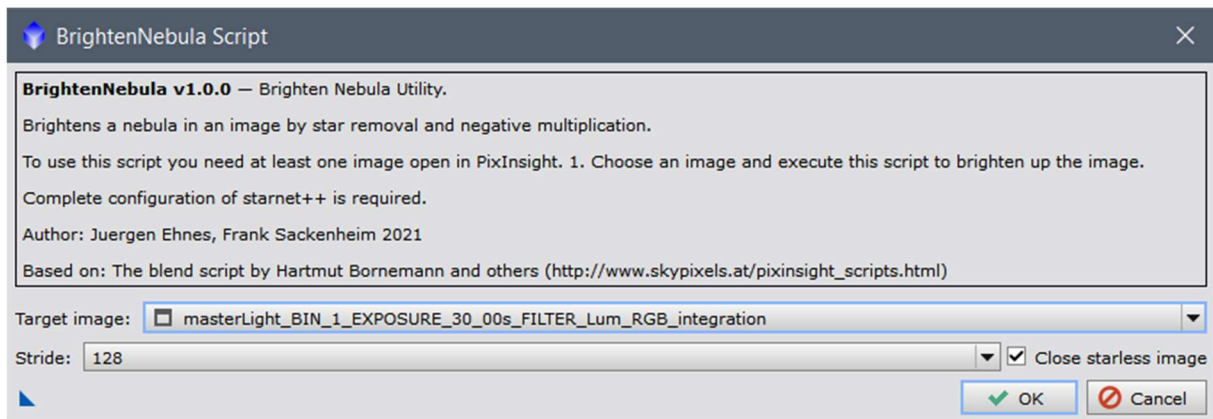 BrightenNebula Script
BrightenNebula v1.0.0 — Brighten Nebula Utility.
Brightens a nebula in an image by star removal and negative multiplication.
To use this script you need at least one image open in PixInsight. 1. Choose an image and execute this script to brighten up the image.
Complete configuration of starnet++ is required.
Author: Juergen Ehnes, Frank Sackenheim 2021
Based on: The blend script by Hartmut Bornemann and others (http://www.skypixels.at/pixinsight_scripts.html)
Target image: masterLight_BIN_1_EXPOSURE_30_00s_FILTER_Lum_RGB_integration
Stride: 128 Close starless image
OK Cancel